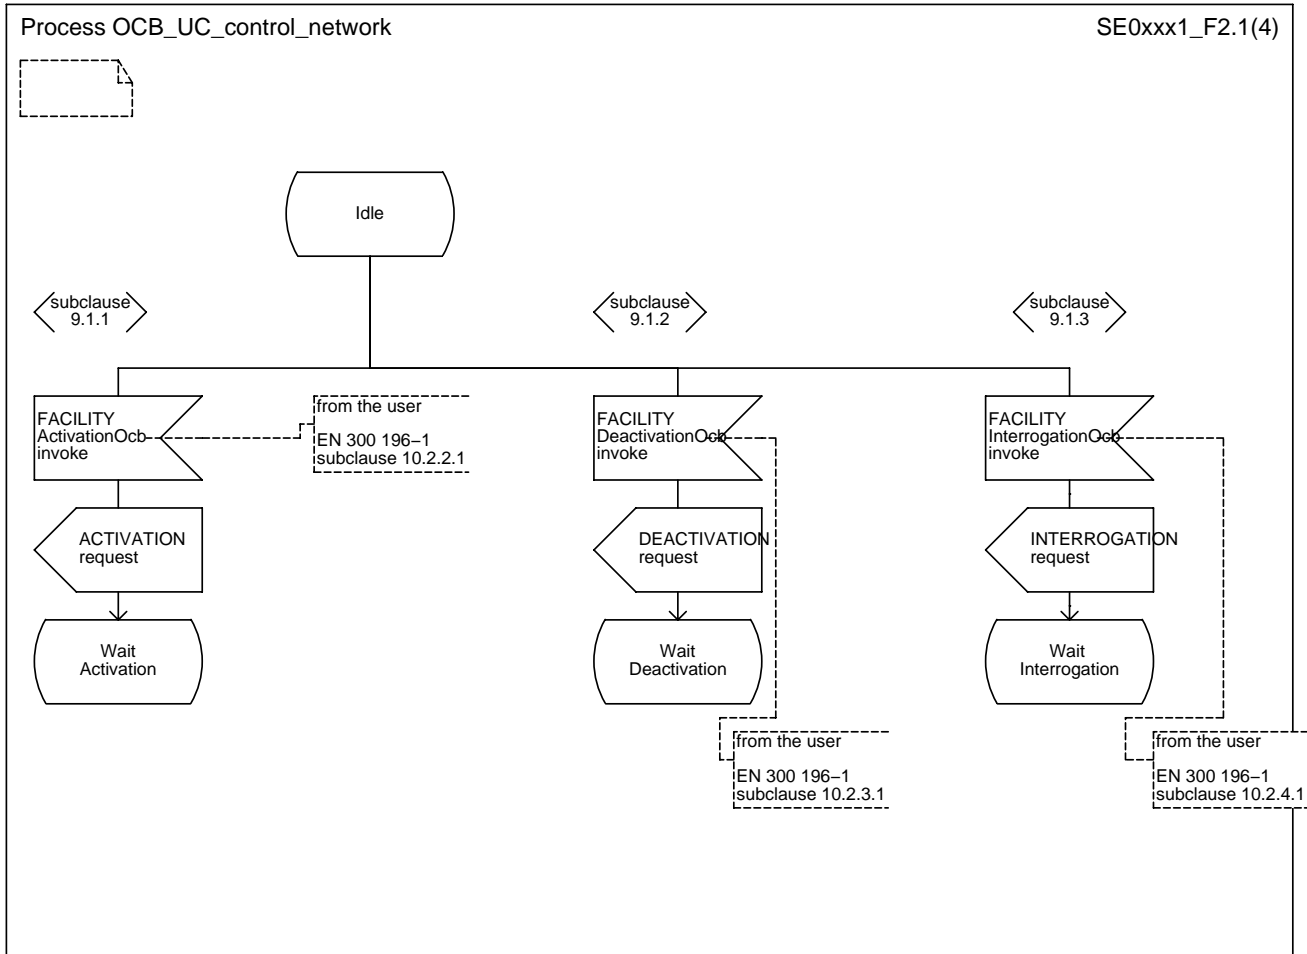 Process OCB_UC_control_network
SE0xxx1_F2.1(4)
Idle
subclause
9.1.1
subclause
9.1.2
subclause
9.1.3
FACILITY
ActivationOcb
invoke
from the user
EN 300 196–1
subclause 10.2.2.1
FACILITY
DeactivationOcb
invoke
FACILITY
InterrogationOcb
invoke
ACTIVATION
request
DEACTIVATION
request
INTERROGATION
request
Wait
Activation
Wait
Deactivation
Wait
Interrogation
from the user
EN 300 196–1
subclause 10.2.3.1
from the user
EN 300 196–1
subclause 10.2.4.1